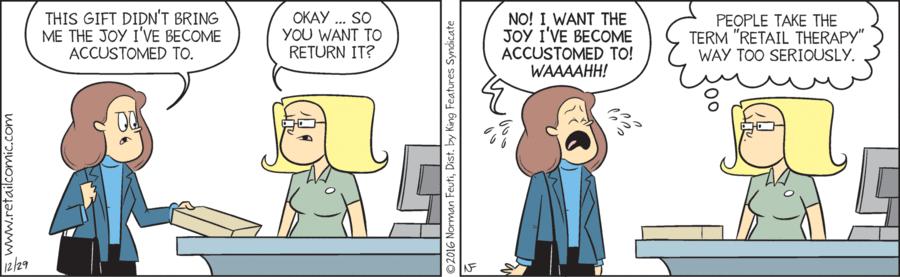 THIS GIFT DIDN'T BRING
ME THE JOY I'VE BECOME
ACCUSTOMED TO.
OKAY ... SO
YOU WANT TO
RETURN IT?
www.retailcomic.com
12/29
©2016 Norman Feuti, Dist. by King Features Syndicate
NO! I WANT THE
JOY I'VE BECOME
ACCUSTOMED TO!
WAAAAHH!
PEOPLE TAKE THE
TERM "RETAIL THERAPY"
WAY TOO SERIOUSLY.
NF